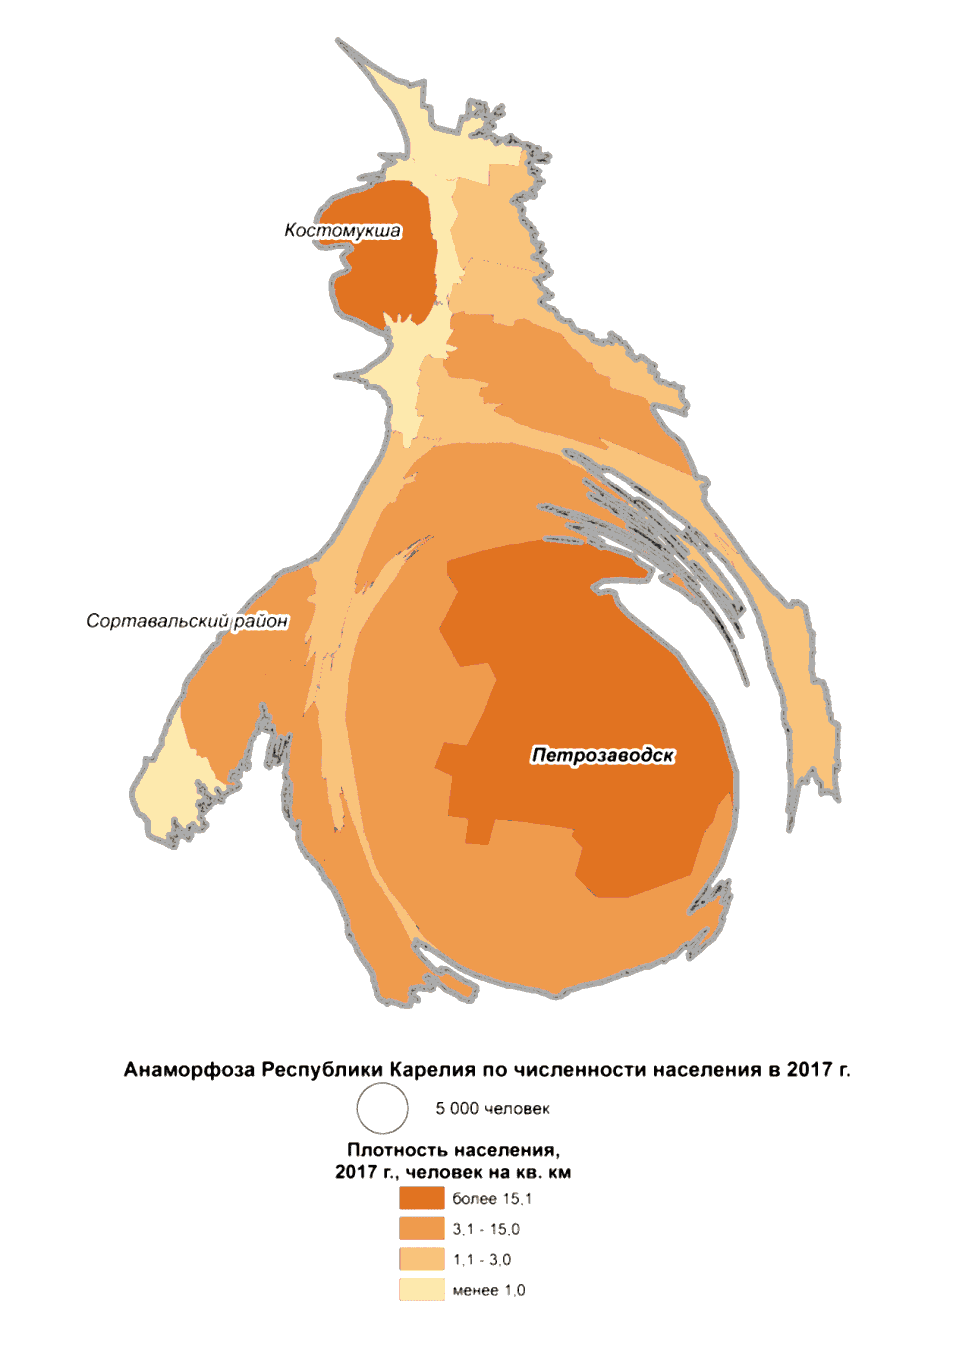 Костомукша
Сортавальский район
Петрозаводск
Анаморфоза Республики Карелия по численности населения в 2017 г.
5 000 человек
Плотность населения,
2017 г., человек на кв. км
более 15,1
3,1 - 15,0
1,1 - 3,0
менее 1,0